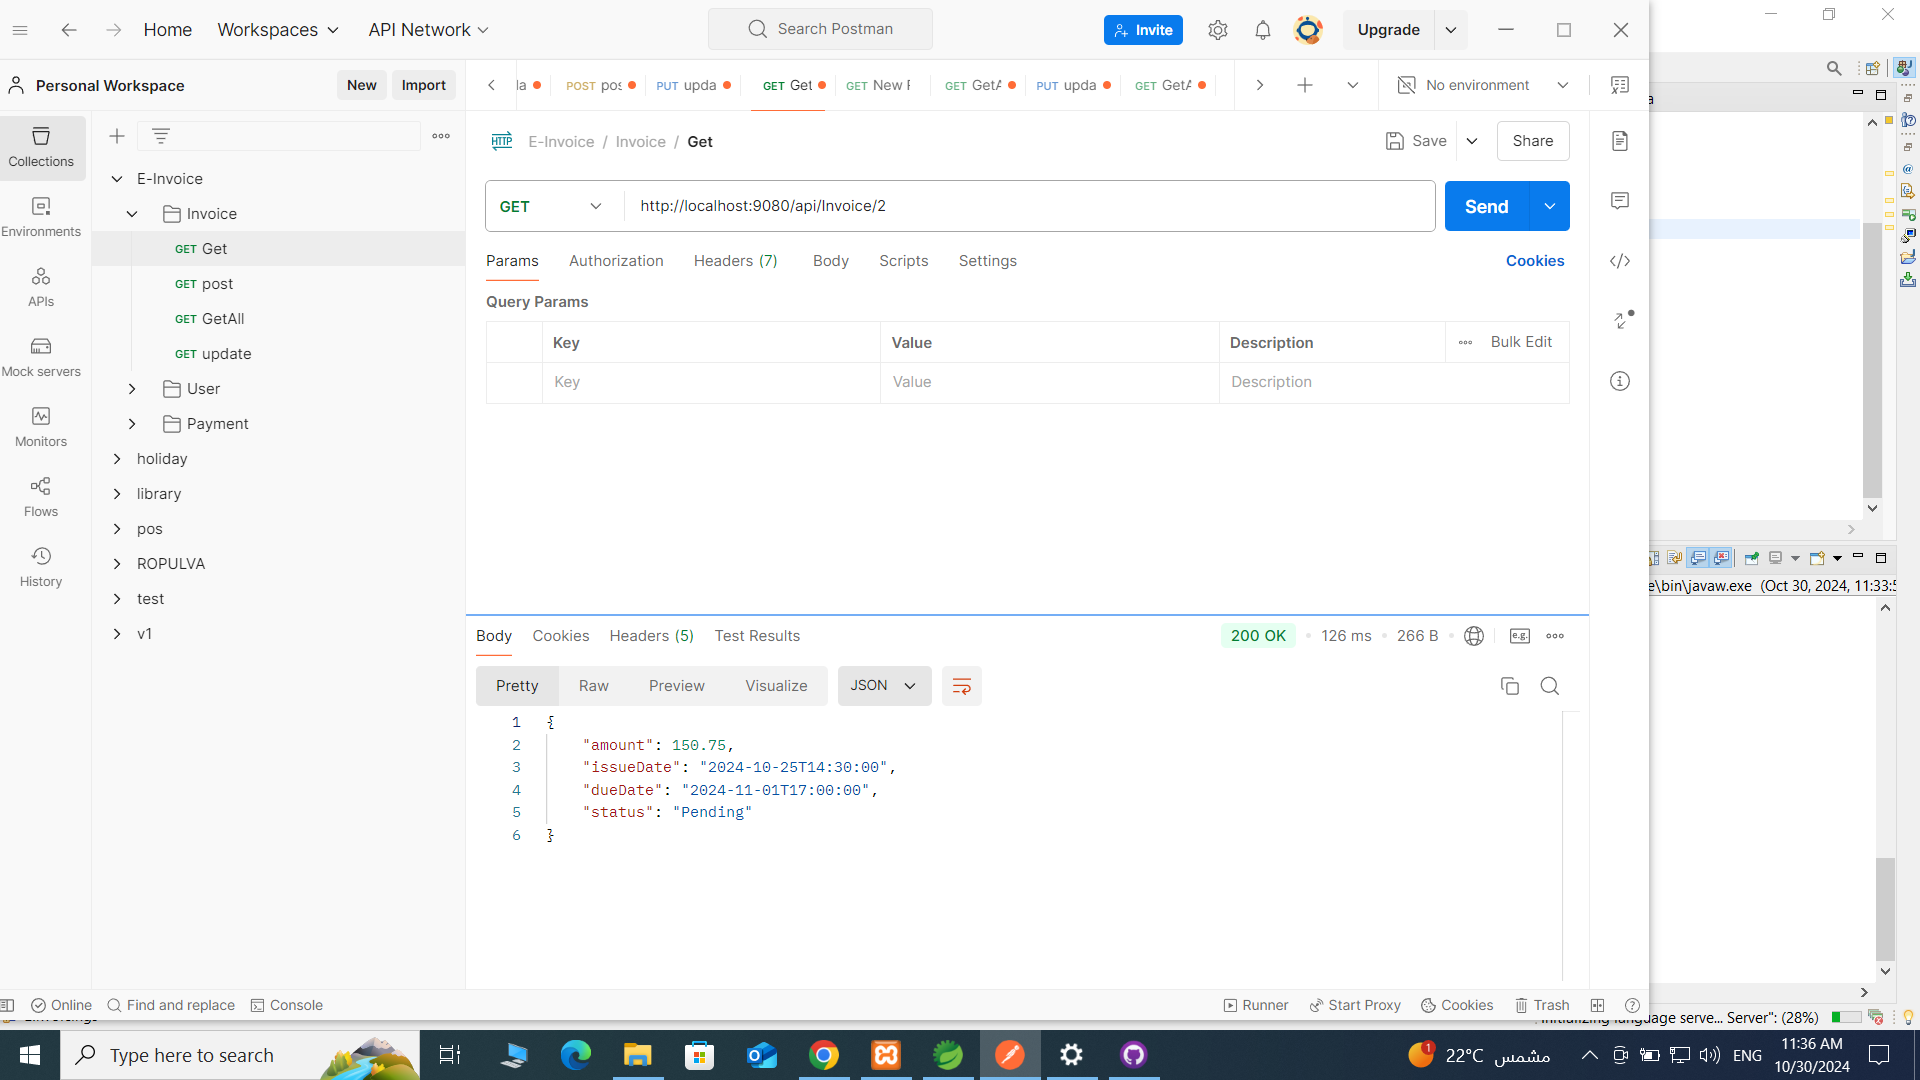 Home Workspaces API Network Search Postman Invite Upgrade
Personal Workspace New Import
la POST pos PUT upda GET Get GET New F GET GetA PUT upda GET GetA No environment
Collections
Environments
APIs
Mock servers
Monitors
Flows
History
E-Invoice
Invoice
GET Get
GET post
GET GetAll
GET update
User
Payment
holiday
library
pos
ROPULVA
test
v1
HTTP E-Invoice / Invoice / Get Save Share
GET http://localhost:9080/api/Invoice/2 Send
Params Authorization Headers (7) Body Scripts Settings Cookies
Query Params
Key Value Description Bulk Edit
Key Value Description
Body Cookies Headers (5) Test Results 200 OK 126 ms 266 B e.g.
Pretty Raw Preview Visualize JSON
1 {
2 "amount": 150.75,
3 "issueDate": "2024-10-25T14:30:00",
4 "dueDate": "2024-11-01T17:00:00",
5 "status": "Pending"
6 }
a
e\bin\javaw.exe (Oct 30, 2024, 11:33:5
Online Find and replace Console Runner Start Proxy Cookies Trash
Initializing language serve... Server": (28%)
Type here to search 1 22°C مشمس ENG 11:36 AM
10/30/2024